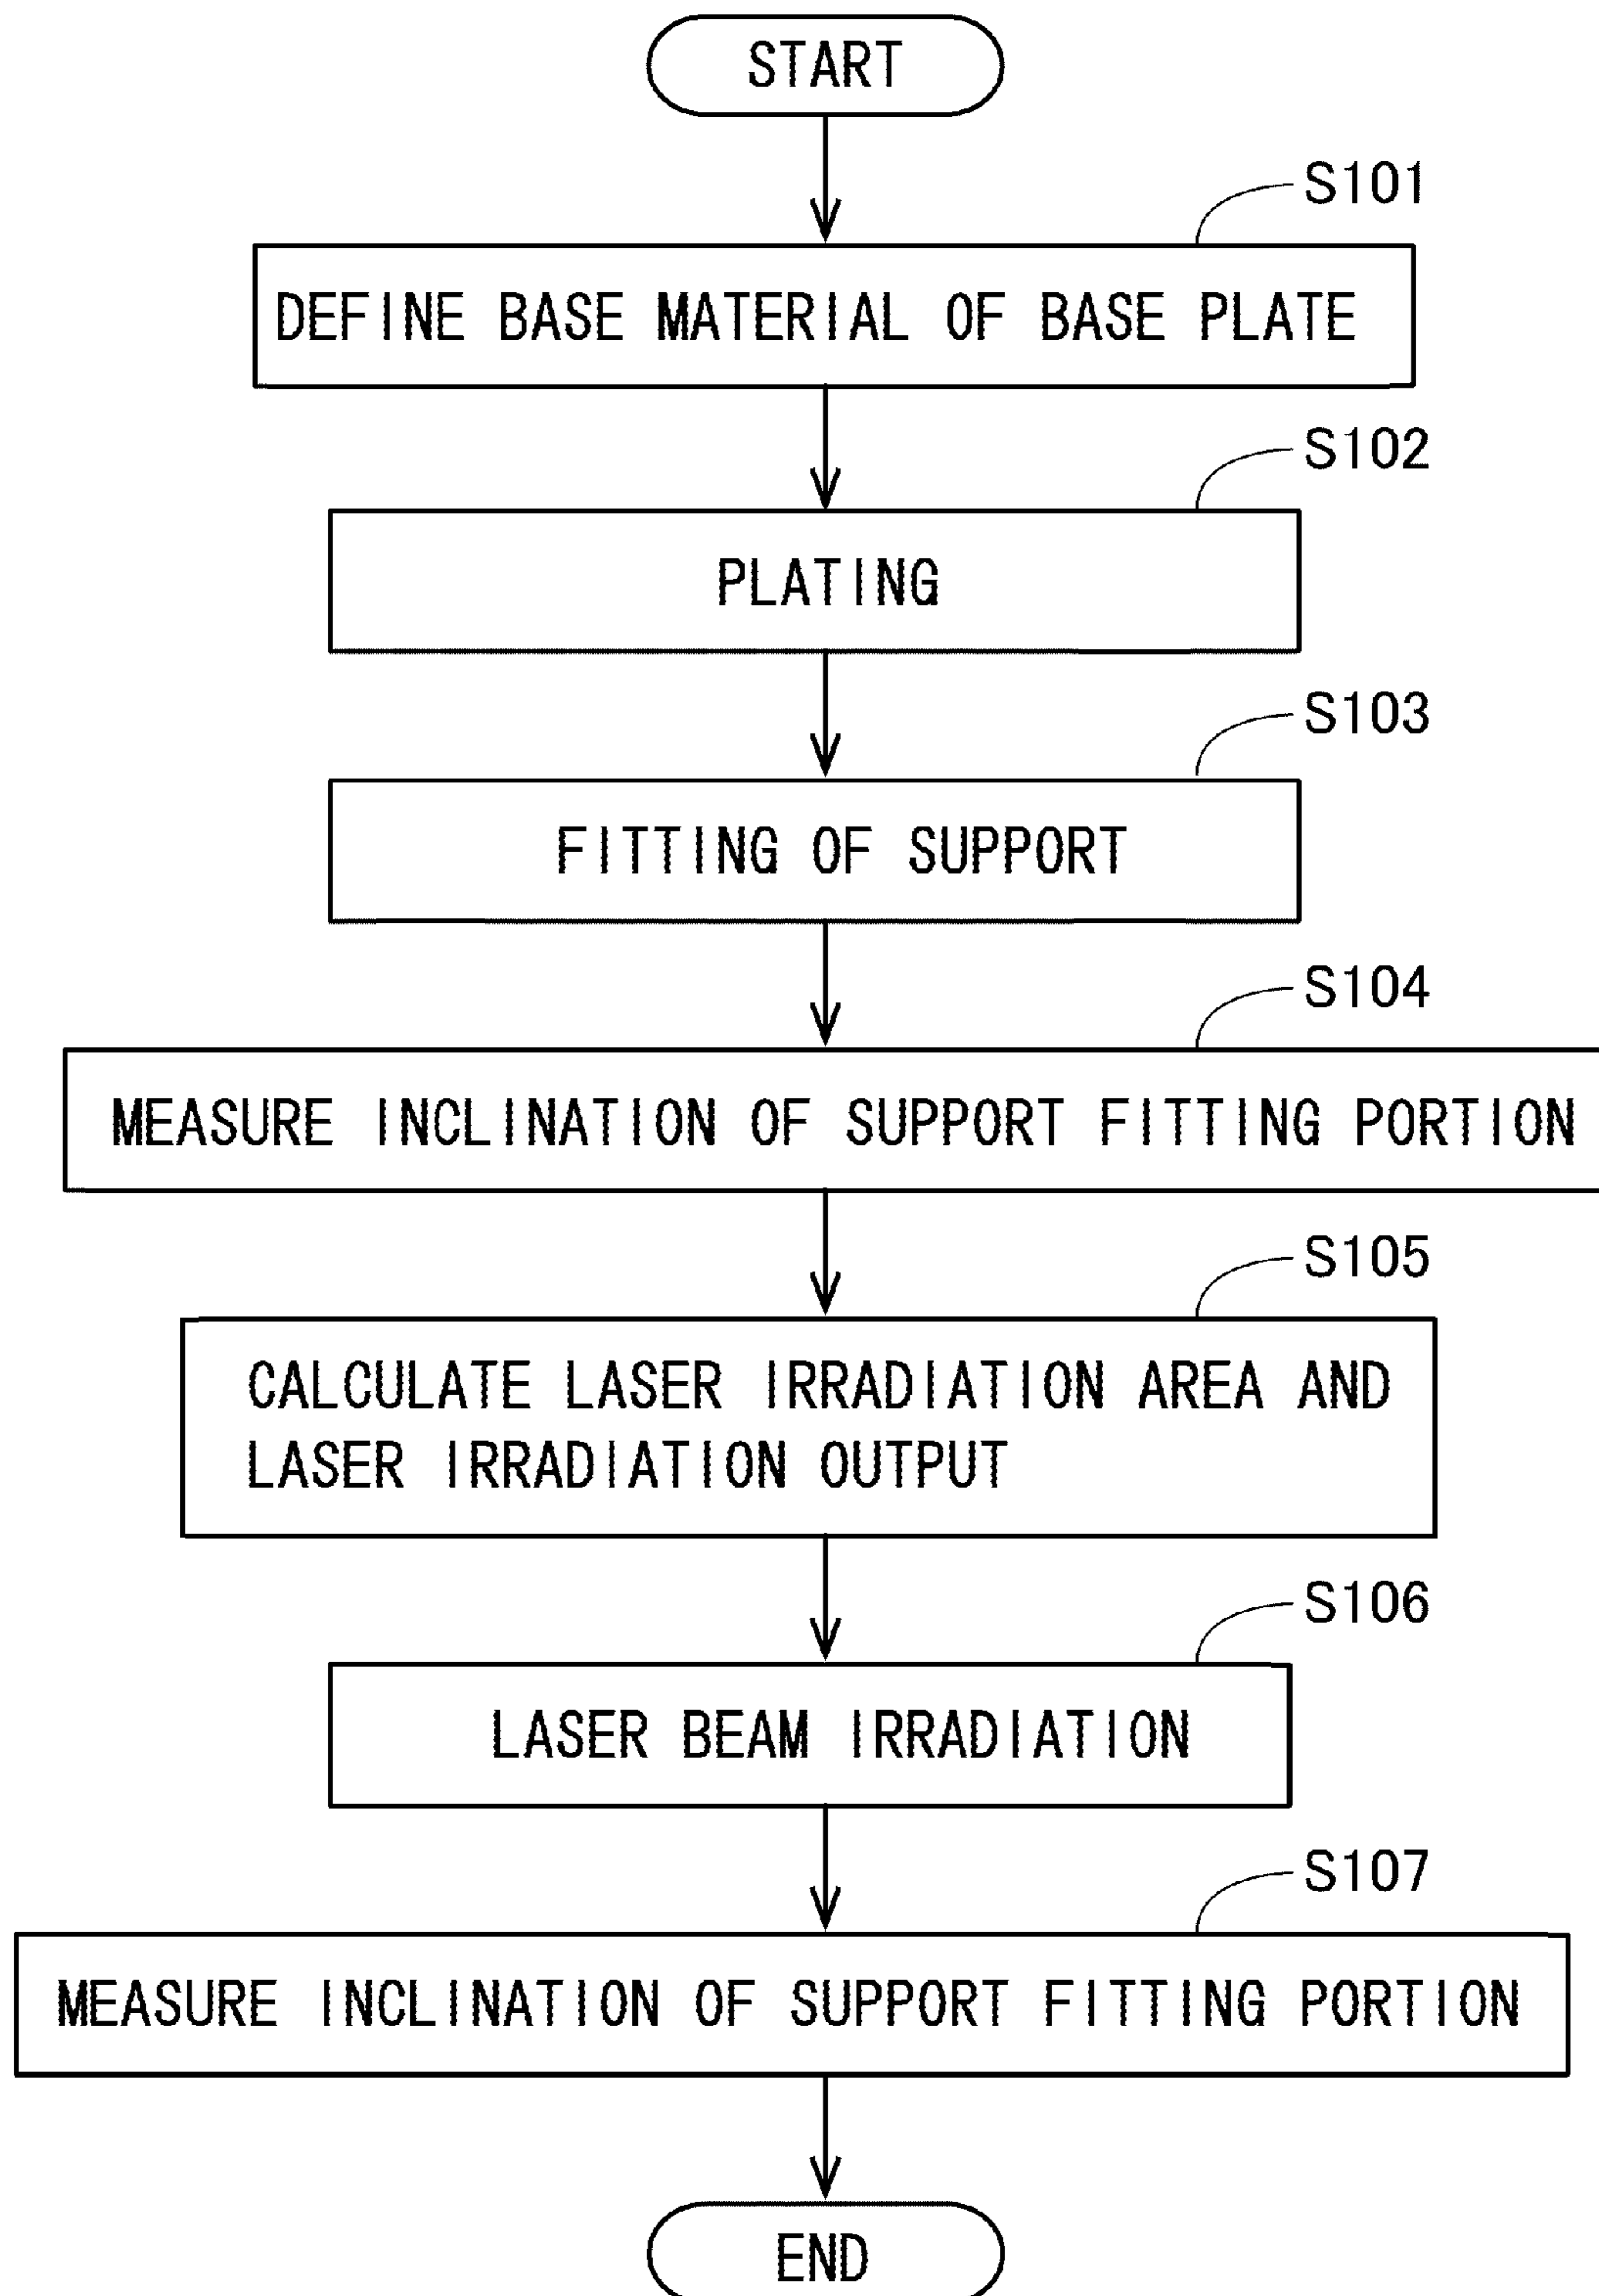 START
S101
DEFINE BASE MATERIAL OF BASE PLATE
S102
PLATING
S103
FITTING OF SUPPORT
S104
MEASURE INCLINATION OF SUPPORT FITTING PORTION
S105
CALCULATE LASER IRRADIATION AREA AND
LASER IRRADIATION OUTPUT
S106
LASER BEAM IRRADIATION
S107
MEASURE INCLINATION OF SUPPORT FITTING PORTION
END